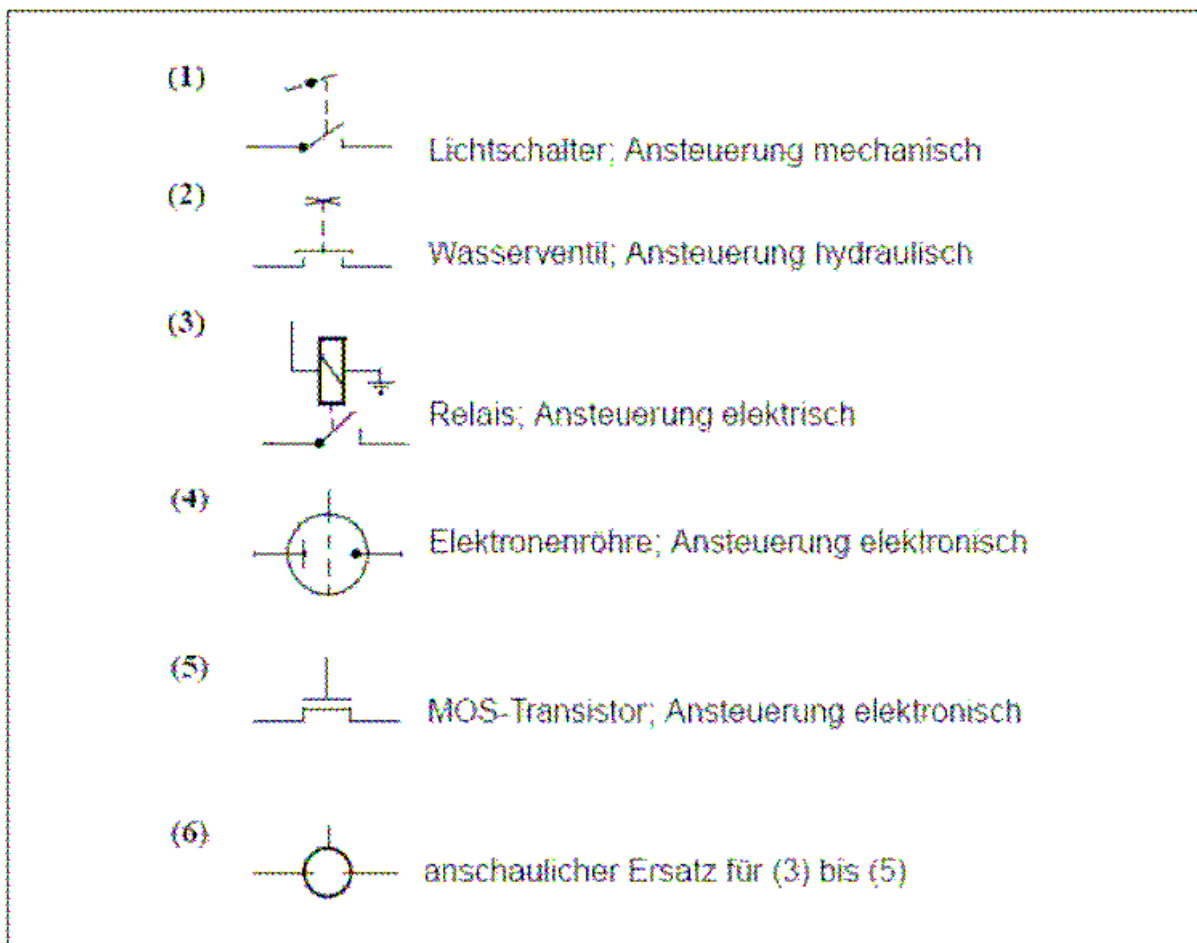 (1)
Lichtschalter; Ansteuerung mechanisch
(2)
Wasserventil; Ansteuerung hydraulisch
(3)
Relais; Ansteuerung elektrisch
(4)
Elektronenröhre; Ansteuerung elektronisch
(5)
MOS-Transistor; Ansteuerung elektronisch
(6)
anschaulicher Ersatz für (3) bis (5)